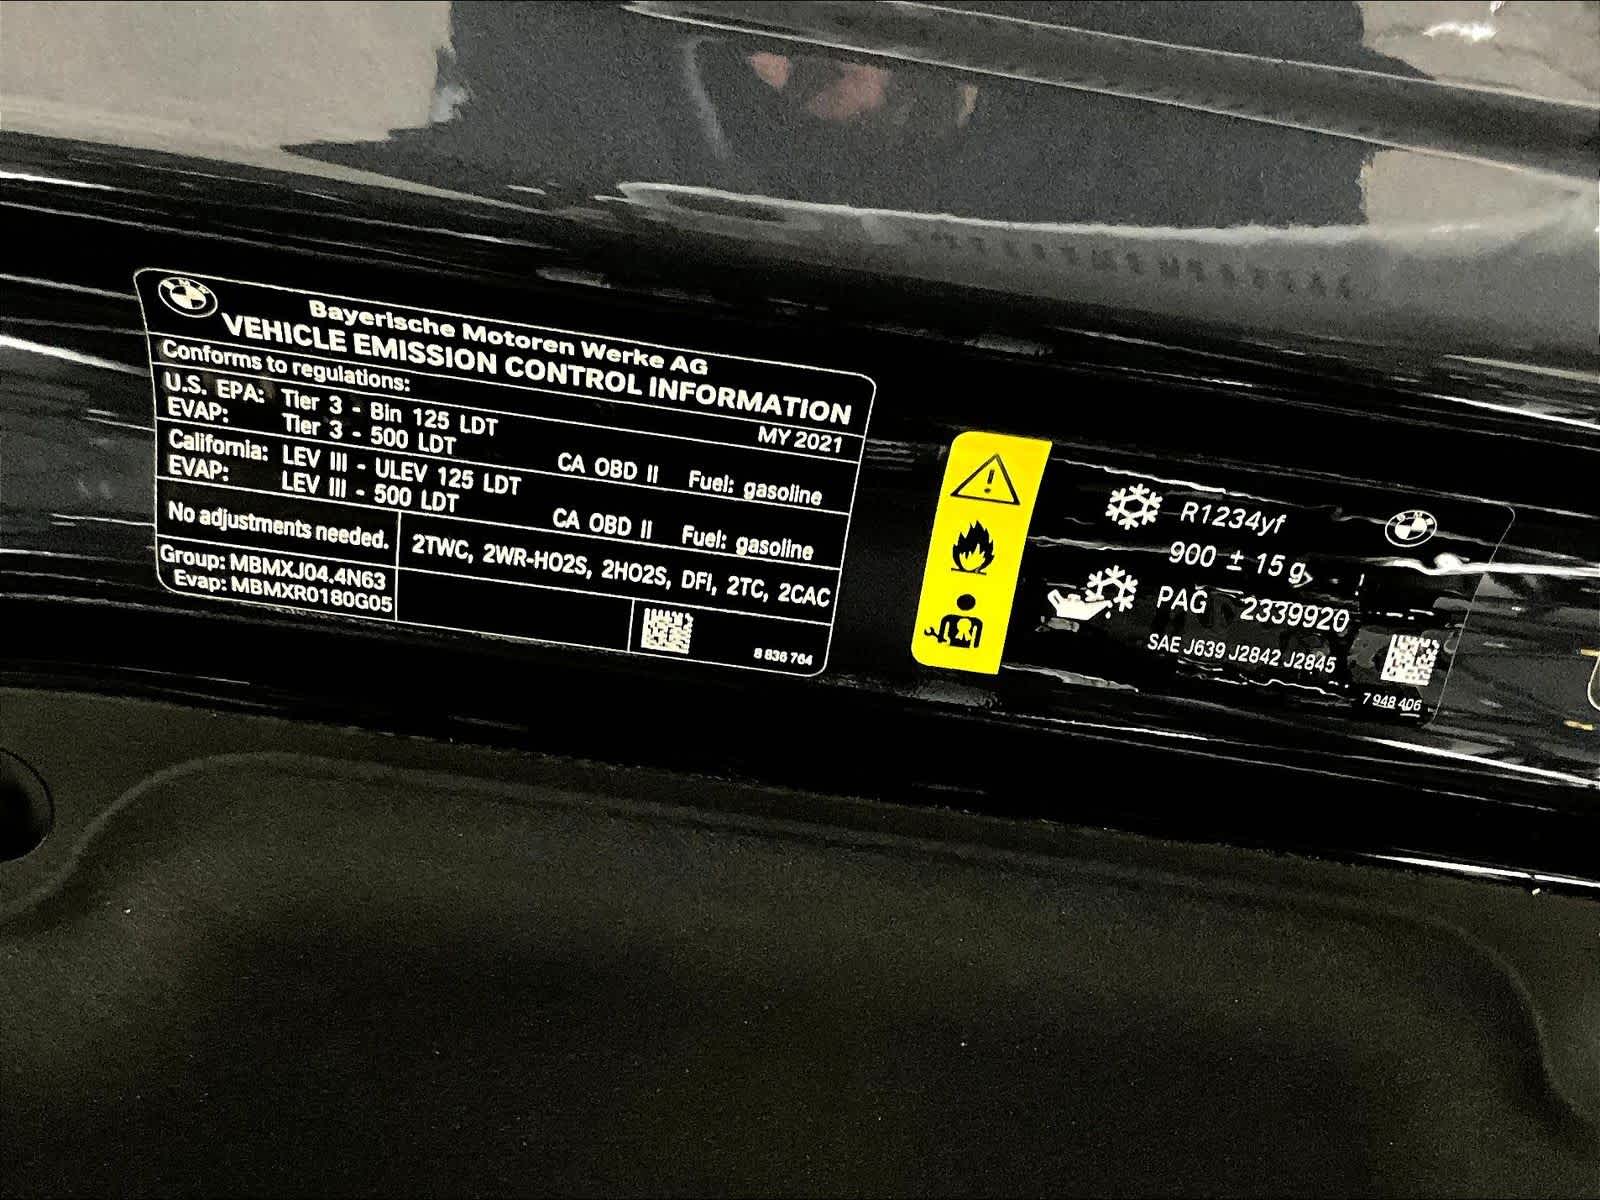 BMW
Bayerische Motoren Werke AG
VEHICLE EMISSION CONTROL INFORMATION
Conforms to regulations:
MY 2021
U.S. EPA: Tier 3 - Bin 125 LDT
EVAP: Tier 3 - 500 LDT CA OBD II Fuel: gasoline
California: LEV III - ULEV 125 LDT
EVAP: LEV III - 500 LDT CA OBD II Fuel: gasoline
No adjustments needed.
2TWC, 2WR-HO2S, 2HO2S, DFI, 2TC, 2CAC
Group: MBMXJ04.4N63
Evap: MBMXR0180G05
8 836 764
R1234yf
BMW
900 ± 15 g
PAG 2339920
SAE J639 J2842 J2845
7 948 406